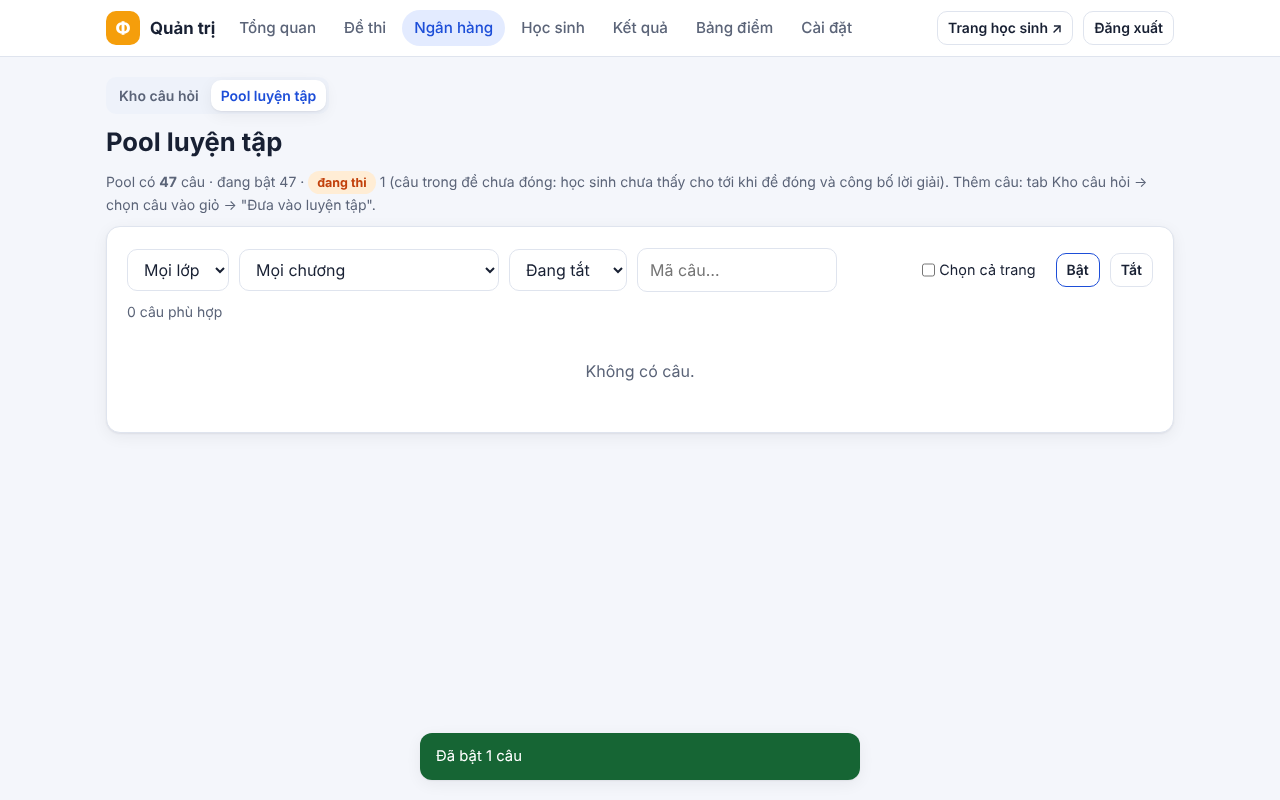 Φ Quản trị Tổng quan Đề thi Ngân hàng Học sinh Kết quả Bảng điểm Cài đặt Trang học sinh ↗ Đăng xuất
Kho câu hỏi Pool luyện tập
Pool luyện tập
Pool có 47 câu · đang bật 47 · đang thi 1 (câu trong đề chưa đóng: học sinh chưa thấy cho tới khi đề đóng và công bố lời giải). Thêm câu: tab Kho câu hỏi →
chọn câu vào giỏ → "Đưa vào luyện tập".
Mọi lớp Mọi chương Đang tắt Mã câu... Chọn cả trang Bật Tắt
0 câu phù hợp
Không có câu.
Đã bật 1 câu